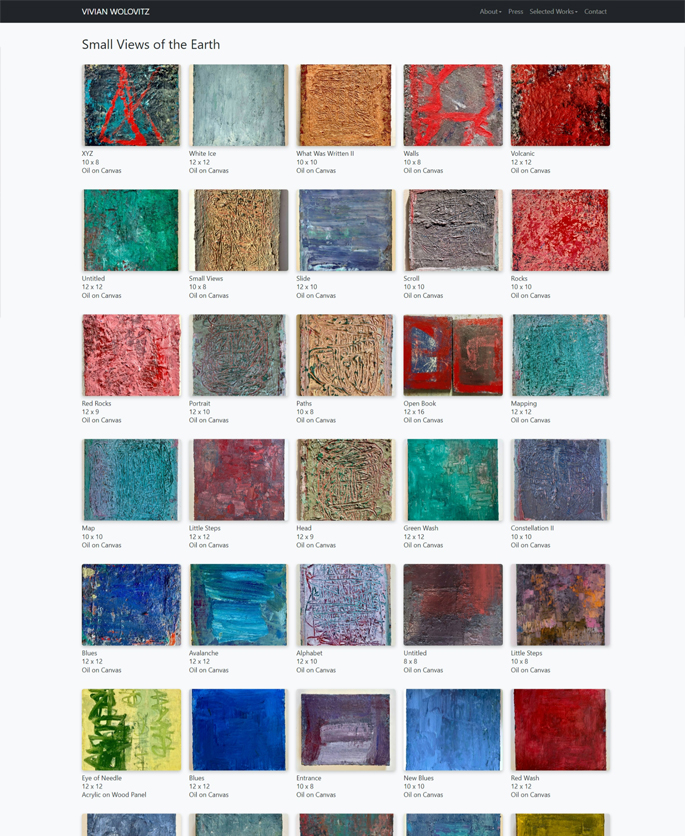 VIVIAN WOLOVITZ
About Press Selected Works Contact
Small Views of the Earth
XYZ
10 x 8
Oil on Canvas
White Ice
12 x 12
Oil on Canvas
What Was Written II
10 x 10
Oil on Canvas
Walls
10 x 8
Oil on Canvas
Volcanic
12 x 12
Oil on Canvas
Untitled
12 x 12
Oil on Canvas
Small Views
10 x 8
Oil on Canvas
Slide
12 x 10
Oil on Canvas
Scroll
10 x 10
Oil on Canvas
Rocks
10 x 10
Oil on Canvas
Red Rocks
12 x 9
Oil on Canvas
Portrait
12 x 10
Oil on Canvas
Paths
10 x 8
Oil on Canvas
Open Book
12 x 16
Oil on Canvas
Mapping
12 x 12
Oil on Canvas
Map
10 x 10
Oil on Canvas
Little Steps
12 x 12
Oil on Canvas
Head
12 x 9
Oil on Canvas
Green Wash
12 x 12
Oil on Canvas
Constellation II
10 x 10
Oil on Canvas
Blues
12 x 12
Oil on Canvas
Avalanche
12 x 12
Oil on Canvas
Alphabet
12 x 10
Oil on Canvas
Untitled
8 x 8
Oil on Canvas
Little Steps
10 x 8
Oil on Canvas
Eye of Needle
12 x 12
Acrylic on Wood Panel
Blues
12 x 12
Oil on Canvas
Entrance
10 x 8
Oil on Canvas
New Blues
10 x 10
Oil on Canvas
Red Wash
12 x 12
Oil on Canvas